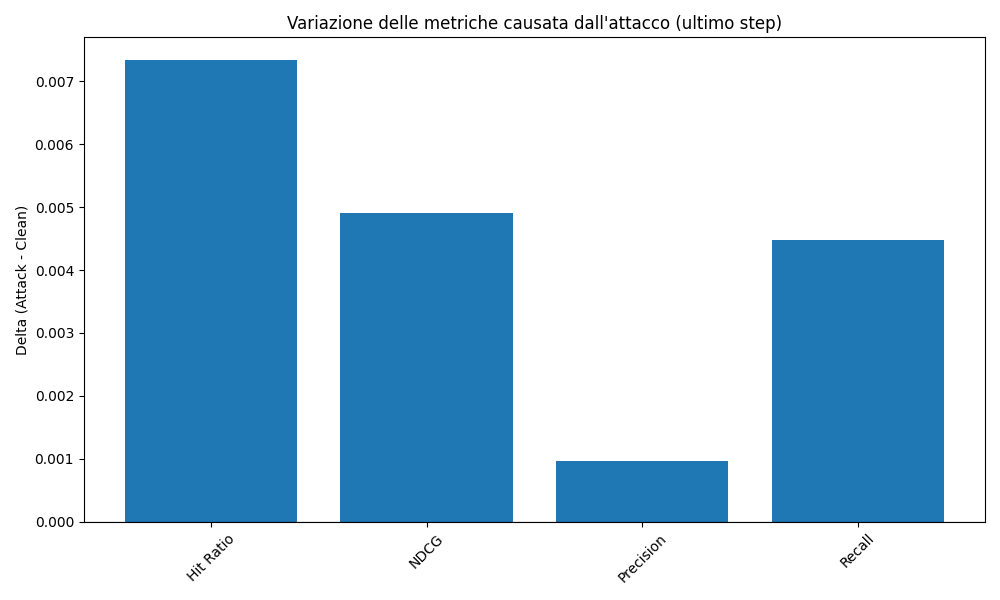 Variazione delle metriche causata dall'attacco (ultimo step)
Delta (Attack - Clean)
0.007
0.006
0.005
0.004
0.003
0.002
0.001
0.000
Hit Ratio
NDCG
Precision
Recall